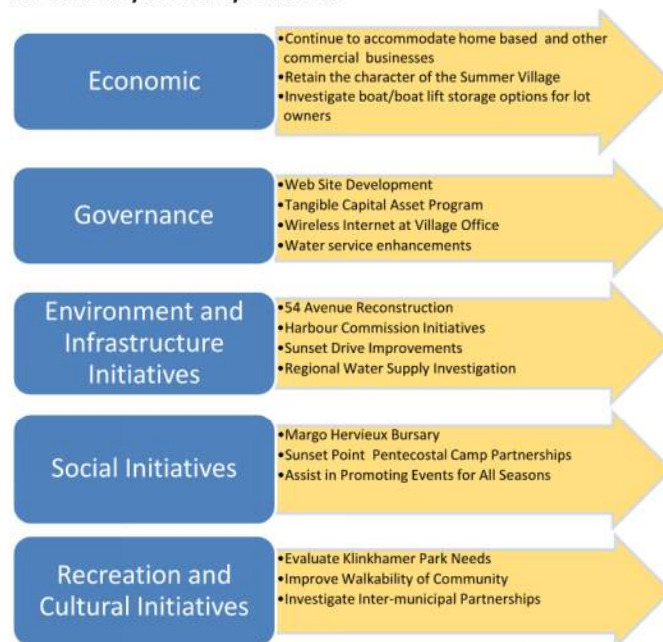 Economic
•Continue to accommodate home based and other
commercial businesses
•Retain the character of the Summer Village
•Investigate boat/boat lift storage options for lot
owners
Governance
•Web Site Development
•Tangible Capital Asset Program
•Wireless Internet at Village Office
•Water service enhancements
Environment and
Infrastructure
Initiatives
•54 Avenue Reconstruction
•Harbour Commission Initiatives
•Sunset Drive Improvements
•Regional Water Supply Investigation
Social Initiatives
•Margo Hervieux Bursary
•Sunset Point Pentecostal Camp Partnerships
•Assist in Promoting Events for All Seasons
Recreation and
Cultural Initiatives
•Evaluate Klinkhamer Park Needs
•Improve Walkability of Community
•Investigate Inter-municipal Partnerships